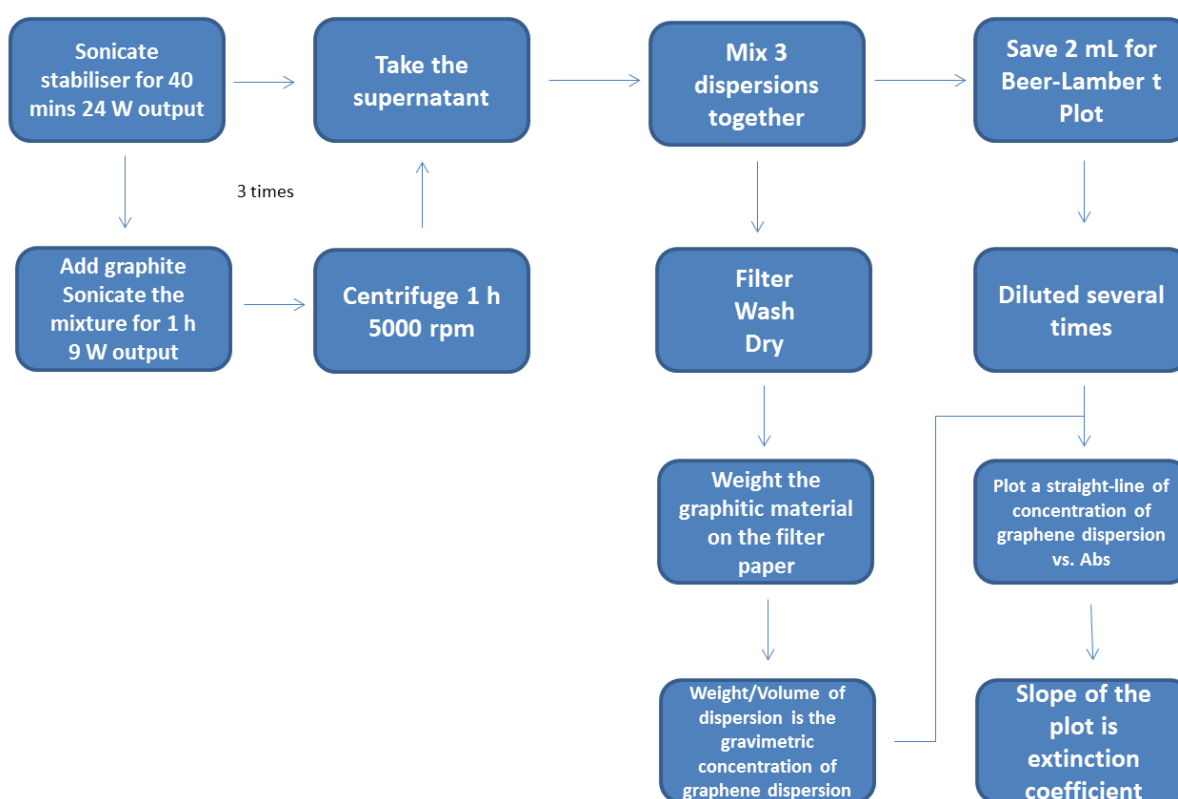 Sonicate
stabiliser for 40
mins 24 W output
Take the
supernatant
Mix 3
dispersions
together
Save 2 mL for
Beer-Lamber t
Plot
3 times
Add graphite
Sonicate the
mixture for 1 h
9 W output
Centrifuge 1 h
5000 rpm
Filter
Wash
Dry
Diluted several
times
Weight the
graphitic material
on the filter
paper
Plot a straight-line of
concentration of
graphene dispersion
vs. Abs
Weight/Volume of
dispersion is the
gravimetric
concentration of
graphene dispersion
Slope of the
plot is
extinction
coefficient